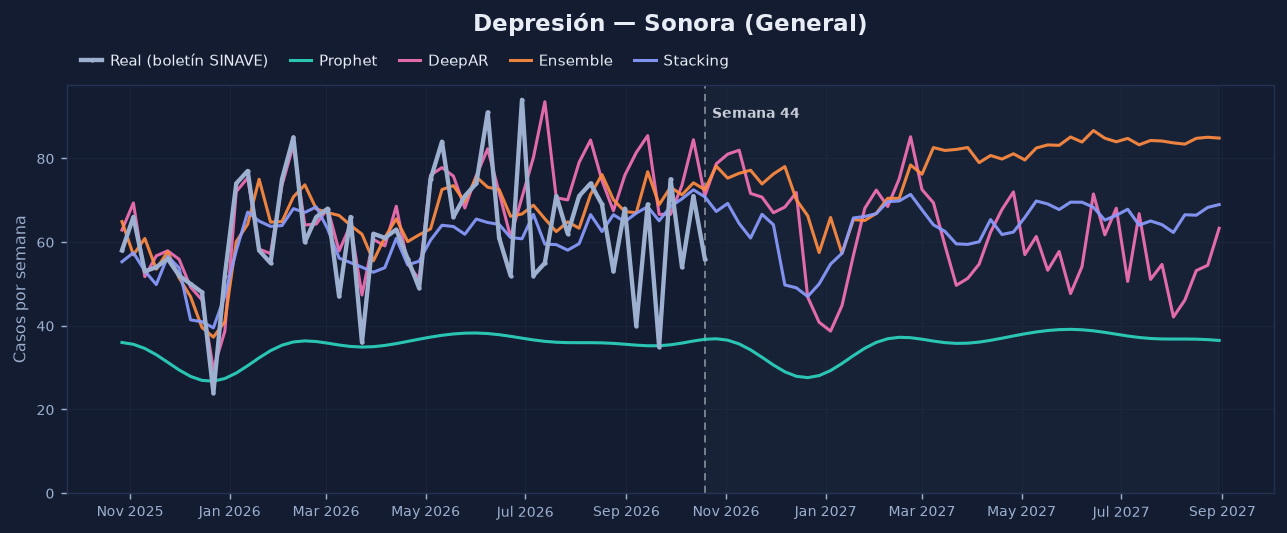 Depresión — Sonora (General)
Real (boletín SINAVE) Prophet DeepAR Ensemble Stacking
Semana 44
Casos por semana
80
60
40
20
0
Nov 2025 Jan 2026 Mar 2026 May 2026 Jul 2026 Sep 2026 Nov 2026 Jan 2027 Mar 2027 May 2027 Jul 2027 Sep 2027